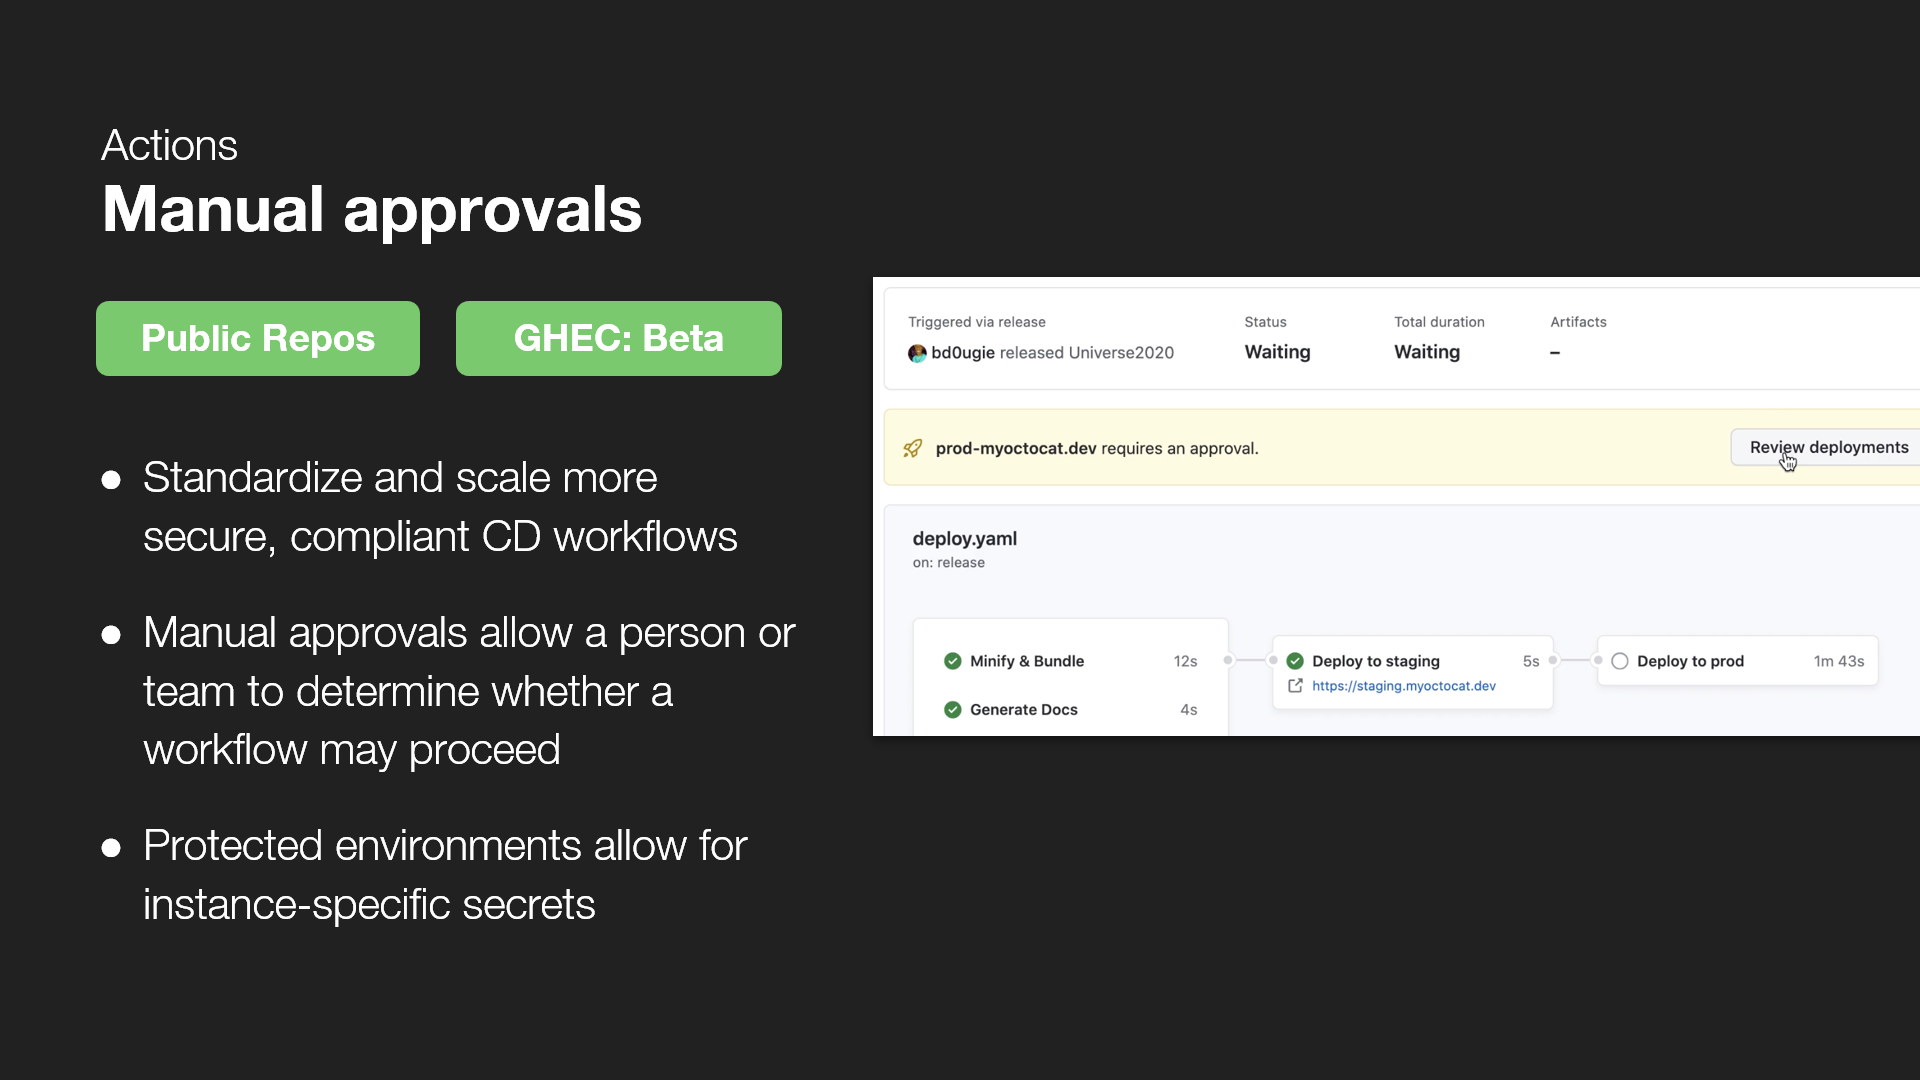 Actions
Manual approvals
Public Repos
GHEC: Beta
● Standardize and scale more
secure, compliant CD workflows
● Manual approvals allow a person or
team to determine whether a
workflow may proceed
● Protected environments allow for
instance-specific secrets
Triggered via release
bd0ugie released Universe2020
Status
Waiting
Total duration
Waiting
Artifacts
–
prod-myoctocat.dev requires an approval.
Review deployments
deploy.yaml
on: release
Minify & Bundle 12s
Generate Docs 4s
Deploy to staging 5s
https://staging.myoctocat.dev
Deploy to prod 1m 43s